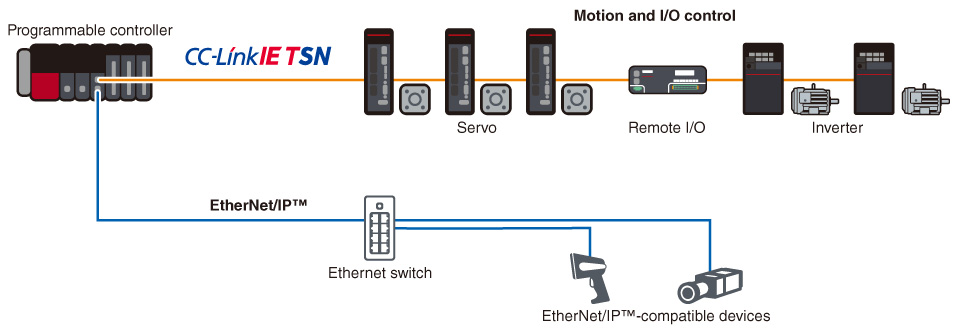 Motion and I/O control
Programmable controller
CC-Link IE TSN
Servo
Remote I/O
Inverter
EtherNet/IP™
Ethernet switch
EtherNet/IP™-compatible devices